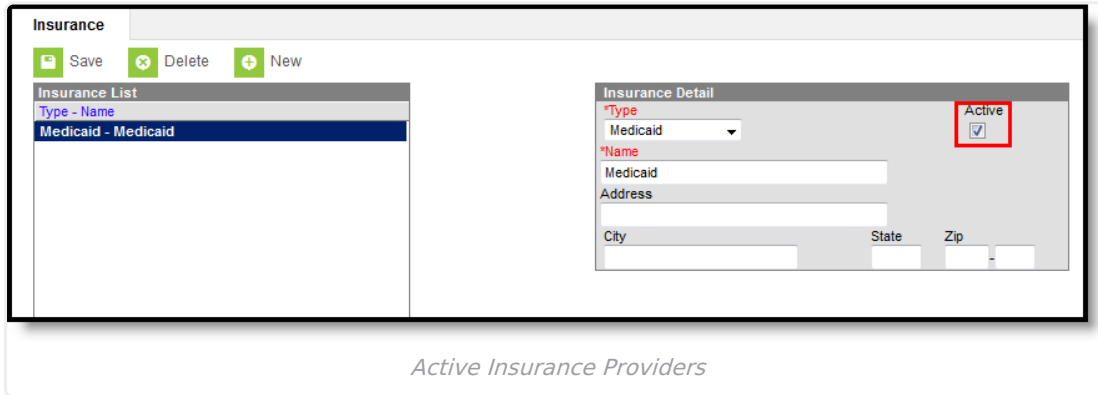 Insurance
Save Delete New
Insurance List
Type - Name
Medicaid - Medicaid
Insurance Detail
*Type Active
Medicaid
*Name
Medicaid
Address
City State Zip
-
Active Insurance Providers